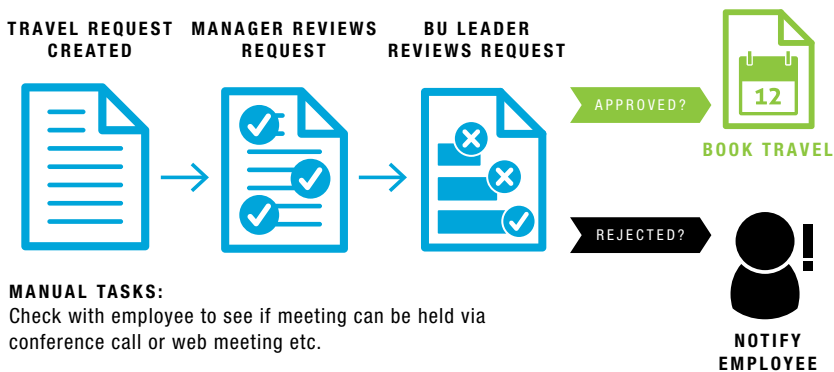 TRAVEL REQUEST
CREATED
MANAGER REVIEWS
REQUEST
BU LEADER
REVIEWS REQUEST
APPROVED?
12
BOOK TRAVEL
REJECTED?
!
NOTIFY
EMPLOYEE
MANUAL TASKS:
Check with employee to see if meeting can be held via
conference call or web meeting etc.